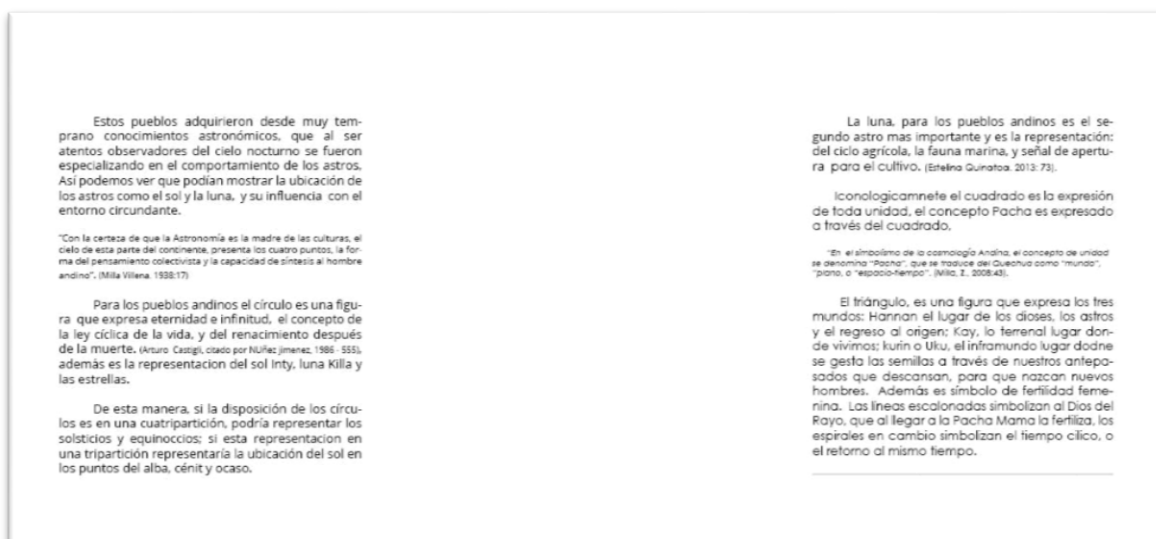 Estos pueblos adquirieron desde muy tem-
prano conocimientos astronómicos, que al ser
atentos observadores del cielo nocturno se fueron
especializando en el comportamiento de los astros.
Así podemos ver que podían mostrar la ubicación de
los astros como el sol y la luna, y su influencia con el
entorno circundante.
"Con la certeza de que la Astronomía es la madre de las culturas, el
cielo de esta parte del continente, presenta los cuatro puntos, la for-
ma del pensamiento colectivista y la capacidad de síntesis al hombre
andino". (Milla Villena. 1938:17)
Para los pueblos andinos el círculo es una figu-
ra que expresa eternidad e infinitud, el concepto de
la ley cíclica de la vida, y del renacimiento después
de la muerte. (Arturo Castigli, citado por NUñez Jimenez, 1986 - 555),
además es la representacion del sol Inty, luna Killa y
las estrellas.
De esta manera, si la disposición de los círcu-
los es en una cuatripartición, podría representar los
solsticios y equinoccios; si esta representacion en
una tripartición representaría la ubicación del sol en
los puntos del alba, cénit y ocaso.
La luna, para los pueblos andinos es el se-
gundo astro mas importante y es la representación:
del ciclo agrícola, la fauna marina, y señal de apertu-
ra para el cultivo. (Estelina Quinatoa. 2013: 73).
Iconologicamnete el cuadrado es la expresión
de toda unidad, el concepto Pacha es expresado
a través del cuadrado,
"En el simbolismo de la cosmología Andina, el concepto de unidad
se denomina "Pacha", que se traduce del Quechua como "mundo",
"plano, o "espacio-tiempo". (Milla, Z., 2008:43).
El triángulo, es una figura que expresa los tres
mundos: Hannan el lugar de los dioses, los astros
y el regreso al origen; Kay, lo terrenal lugar don-
de vivimos; kurin o Uku, el inframundo lugar dodne
se gesta las semillas a través de nuestros antepa-
sados que descansan, para que nazcan nuevos
hombres. Además es símbolo de fertilidad feme-
nina. Las líneas escalonadas simbolizan al Dios del
Rayo, que al llegar a la Pacha Mama la fertiliza, los
espirales en cambio simbolizan el tiempo cílico, o
el retorno al mismo tiempo.